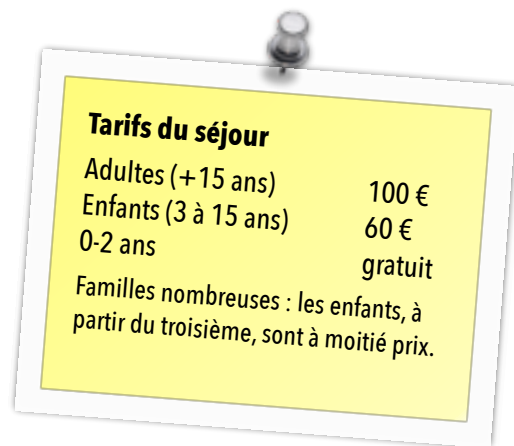 Tarifs du séjour
Adultes (+15 ans) 100 €
Enfants (3 à 15 ans) 60 €
0-2 ans gratuit
Familles nombreuses : les enfants, à
partir du troisième, sont à moitié prix.